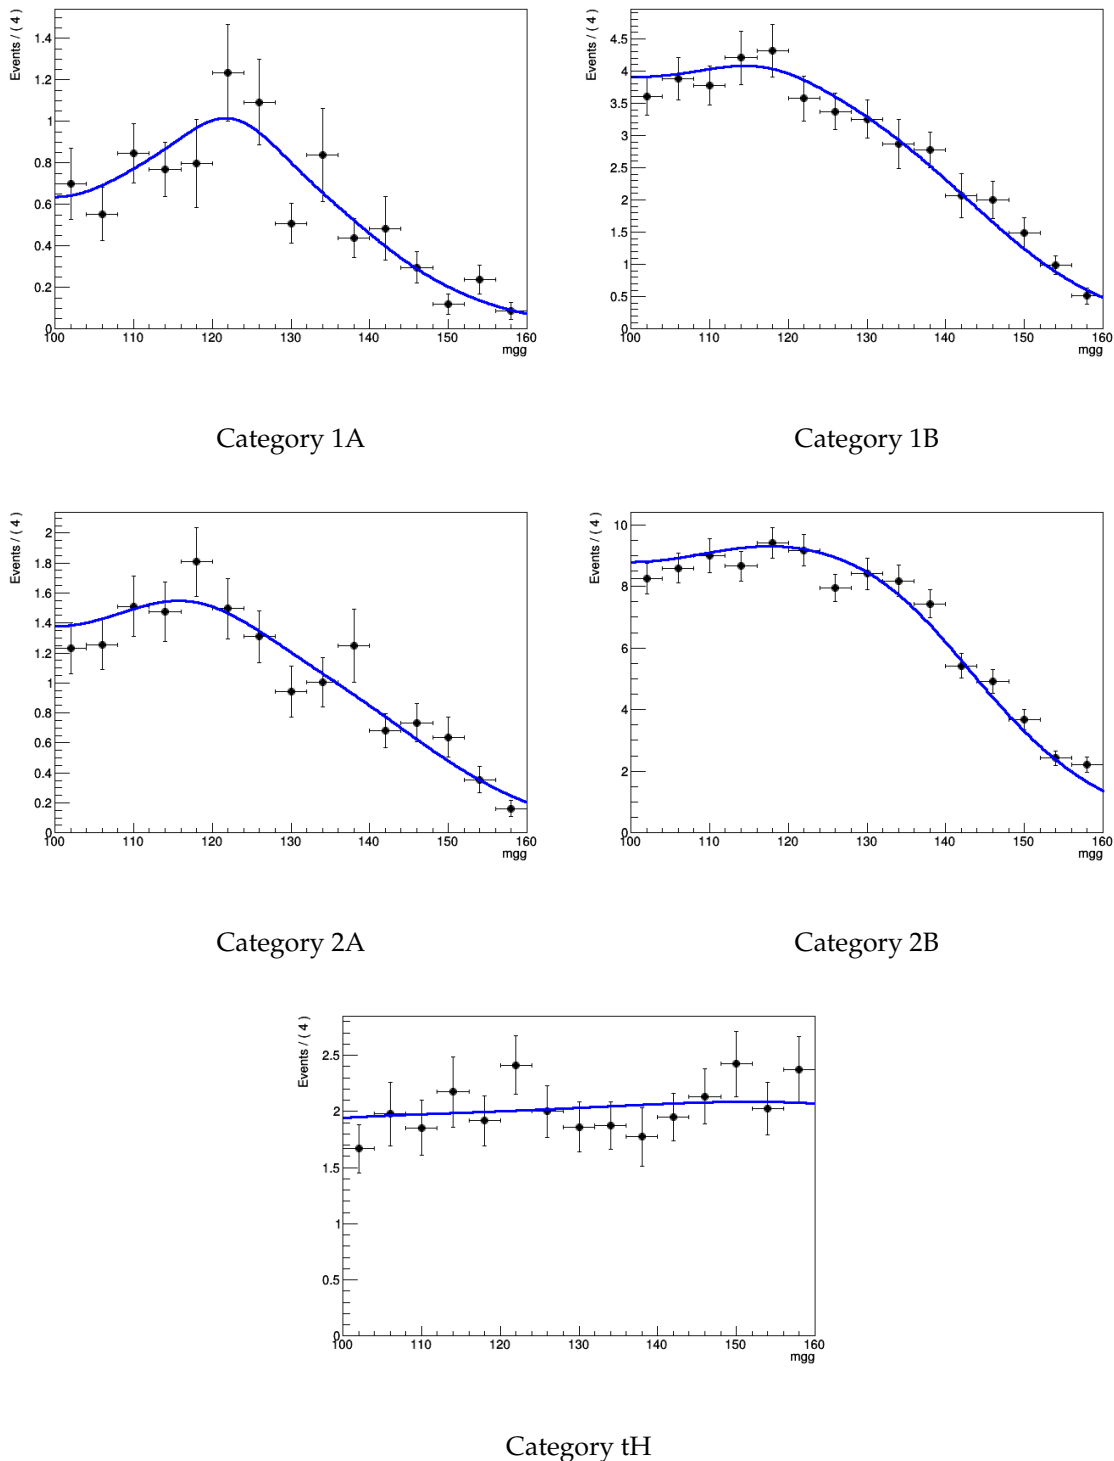 Events / ( 4 )
1.4
1.2
1
0.8
0.6
0.4
0.2
0
100 110 120 130 140 150 160
mgg
Category 1A
Events / ( 4 )
4.5
4
3.5
3
2.5
2
1.5
1
0.5
0
100 110 120 130 140 150 160
mgg
Category 1B
Events / ( 4 )
2
1.8
1.6
1.4
1.2
1
0.8
0.6
0.4
0.2
0
100 110 120 130 140 150 160
mgg
Category 2A
Events / ( 4 )
10
8
6
4
2
0
100 110 120 130 140 150 160
mgg
Category 2B
Events / ( 4 )
2.5
2
1.5
1
0.5
0
100 110 120 130 140 150 160
mgg
Category tH